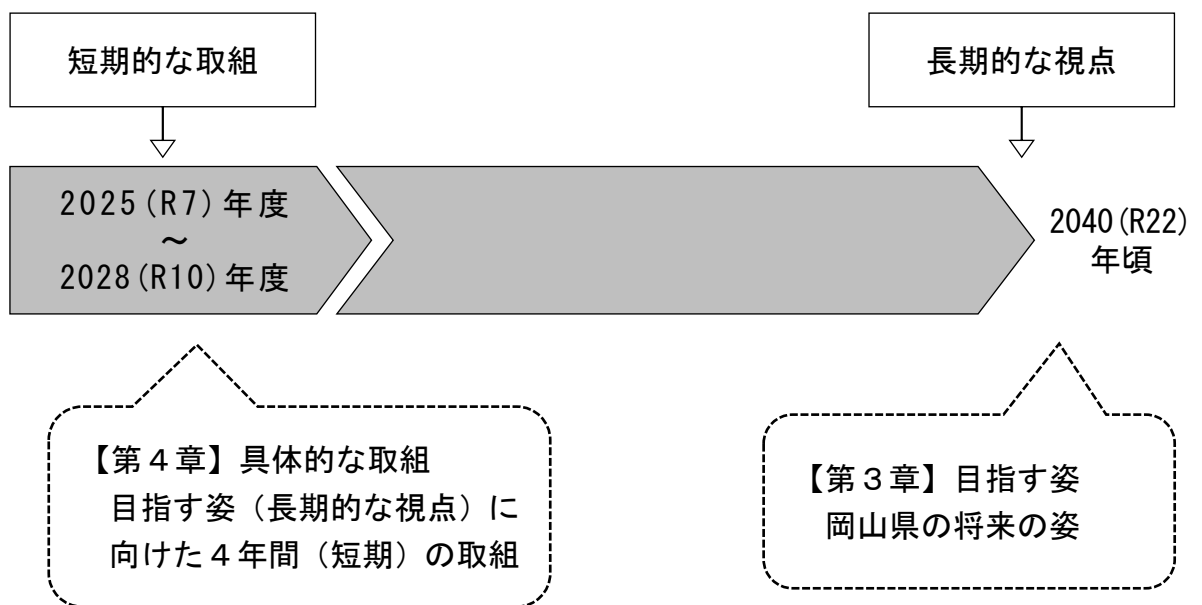 短期的な取組
長期的な視点
2025(R7)年度
～
2028(R10)年度
2040(R22)
年頃
【第４章】具体的な取組
目指す姿（長期的な視点）に
向けた４年間（短期）の取組
【第３章】目指す姿
岡山県の将来の姿